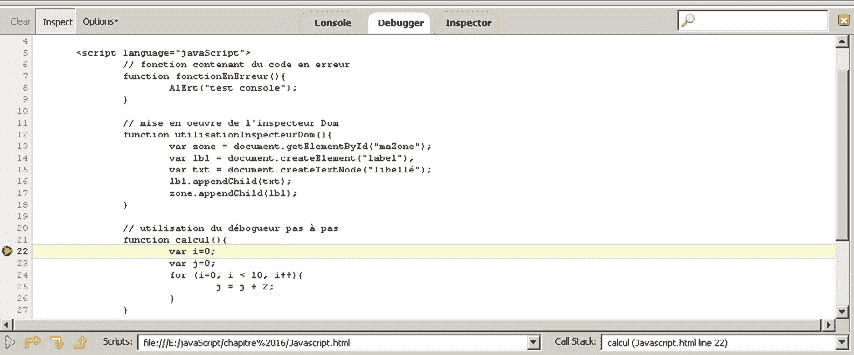 Clear Inspect Options Console Debugger Inspector
4
5 <script language="javaScript">
6 // fonction contenant du code en erreur
7 function fonctionEnErreur(){
8 AlErt("test console");
9 }
10
11 // mise en oeuvre de l'inspecteur Dom
12 function utilisationInspecteurDom(){
13 var zone = document.getElementById("maZone");
14 var lbl = document.createElement("label");
15 var txt = document.createTextNode("libellé");
16 lbl.appendChild(txt);
17 zone.appendChild(lbl);
18 }
19
20 // utilisation du débogueur pas à pas
21 function calcul(){
22 var i=0;
23 var j=0;
24 for (i=0; i < 10; i++){
25 j = j + 2;
26 }
27 }
Scripts: file:///E:/javaScript/chapitre%2016/Javascript.html Call Stack: calcul (Javascript.html line 22)